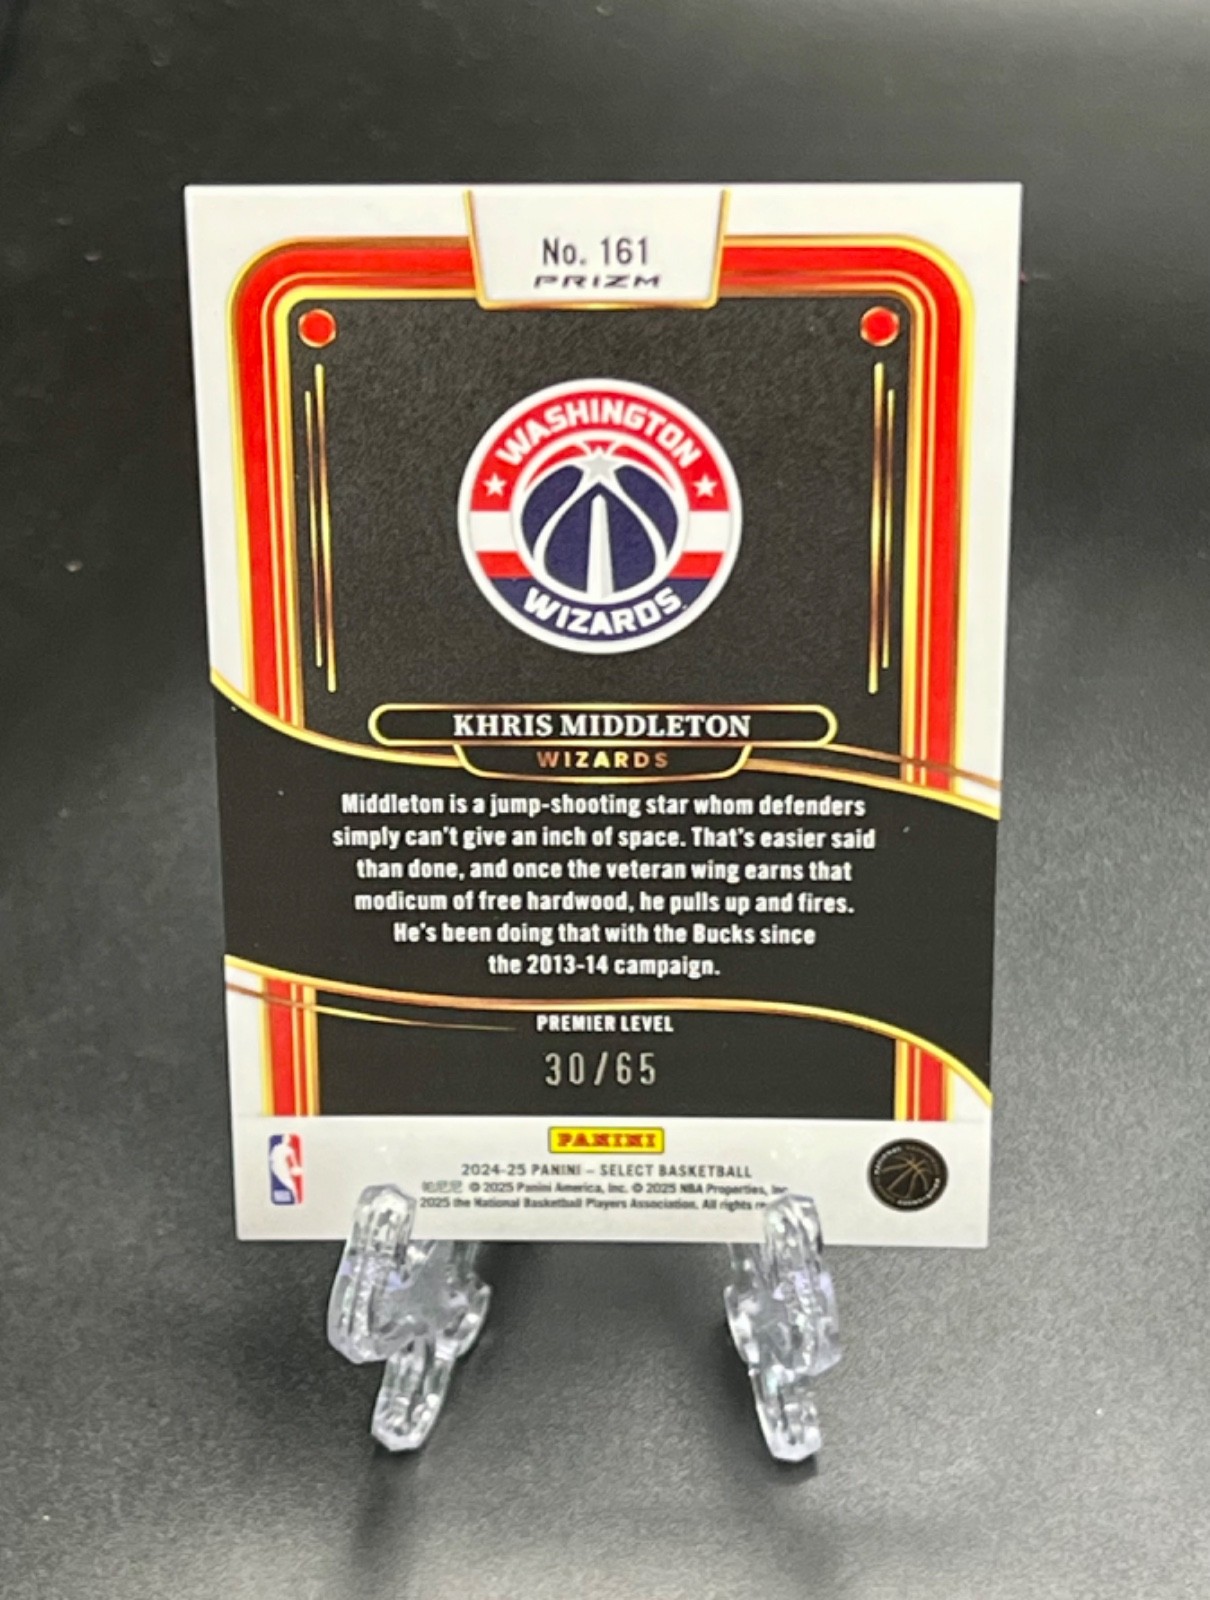 No. 161
PRIZM
WASHINGTON
WIZARDS
KHRIS MIDDLETON
WIZARDS
Middleton is a jump-shooting star whom defenders
simply can't give an inch of space. That's easier said
than done, and once the veteran wing earns that
modicum of free hardwood, he pulls up and fires.
He's been doing that with the Bucks since
the 2013-14 campaign.
PREMIER LEVEL
30/65
PANINI
2024-25 PANINI – SELECT BASKETBALL
帕尼尼 © 2025 Panini America, Inc. © 2025 NBA Properties,
2025 the National Basketball Players Association. All rights